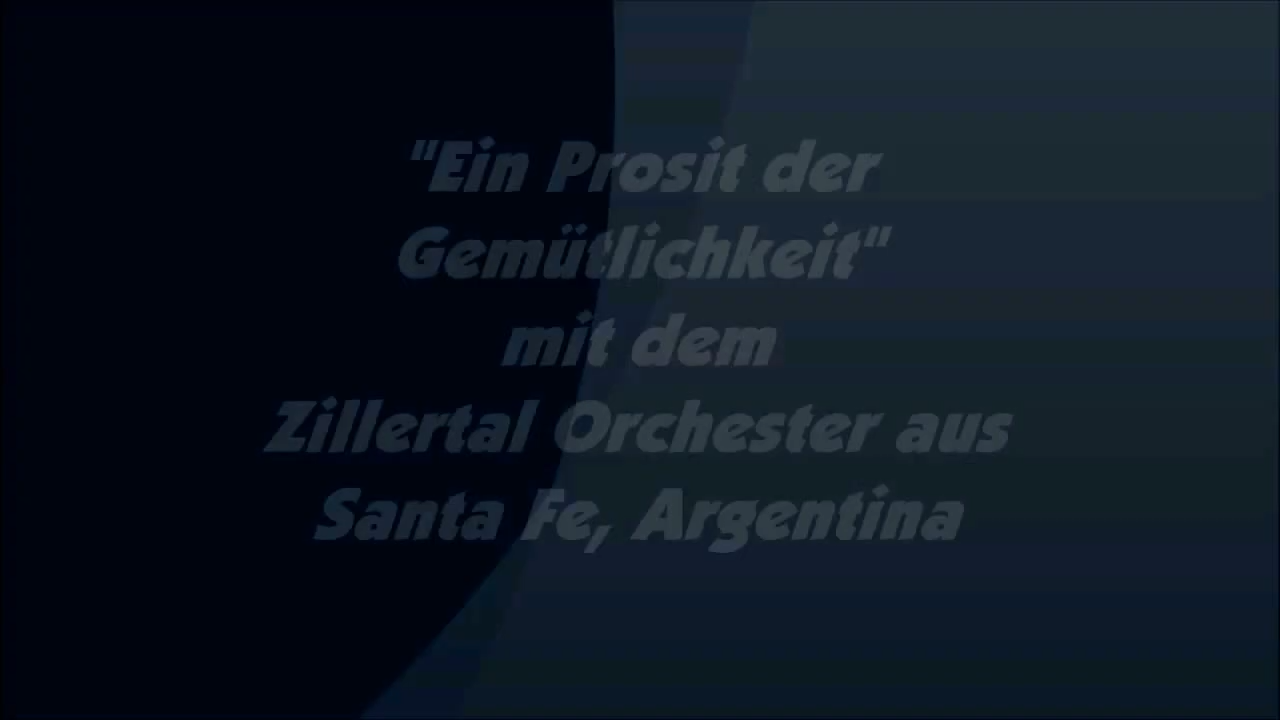 "Ein Prosit der
Gemütlichkeit"
mit dem
Zillertal Orchester aus
Santa Fe, Argentina